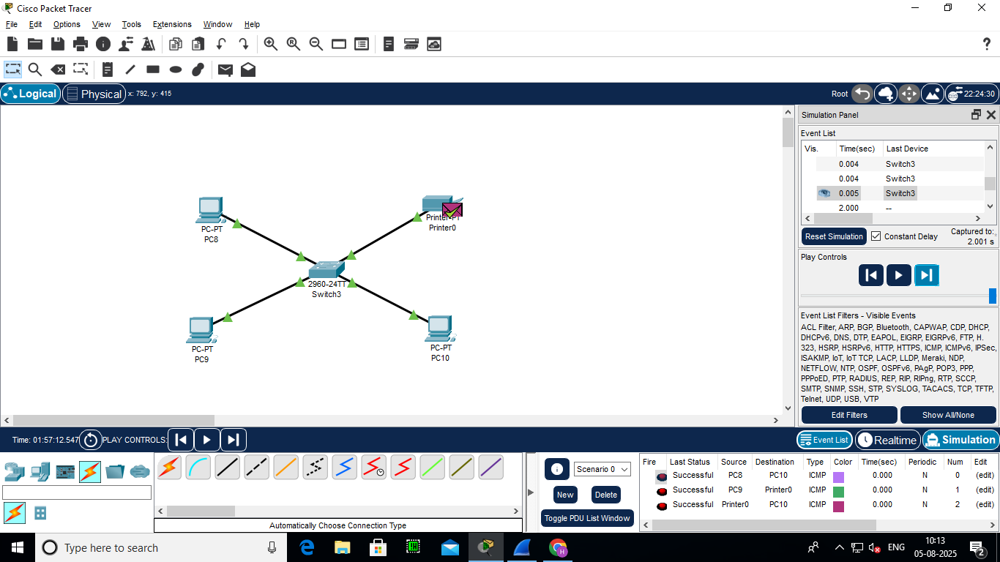 Cisco Packet Tracer
File Edit Options View Tools Extensions Window Help
?
Logical Physical x: 792, y: 415 Root 22:24:30
Simulation Panel
Event List
Vis. Time(sec) Last Device
0.004 Switch3
0.004 Switch3
0.005 Switch3
2.000 --
Reset Simulation Constant Delay Captured to:
2.001 s
Play Controls
Event List Filters - Visible Events
ACL Filter, ARP, BGP, Bluetooth, CAPWAP, CDP, DHCP,
DHCPv6, DNS, DTP, EAPOL, EIGRP, EIGRPv6, FTP, H.
323, HSRP, HSRPv6, HTTP, HTTPS, ICMP, ICMPv6, IPSec,
ISAKMP, IoT, IoT TCP, LACP, LLDP, Meraki, NDP,
NETFLOW, NTP, OSPF, OSPFv6, PAgP, POP3, PPP,
PPPoED, PTP, RADIUS, REP, RIP, RIPng, RTP, SCCP,
SMTP, SNMP, SSH, STP, SYSLOG, TACACS, TCP, TFTP,
Telnet, UDP, USB, VTP
Edit Filters Show All/None
PC-PT
PC8
Printer-PT
Printer0
2960-24TT
Switch3
PC-PT
PC9
PC-PT
PC10
Time: 01:57:12.547 PLAY CONTROLS: Event List Realtime Simulation
Automatically Choose Connection Type
Scenario 0
New Delete
Toggle PDU List Window
Fire Last Status Source Destination Type Color Time(sec) Periodic Num Edit
Successful PC8 PC10 ICMP 0.000 N 0 (edit)
Successful PC9 Printer0 ICMP 0.000 N 1 (edit)
Successful Printer0 PC10 ICMP 0.000 N 2 (edit)
Type here to search
ENG
10:13
05-08-2025
2